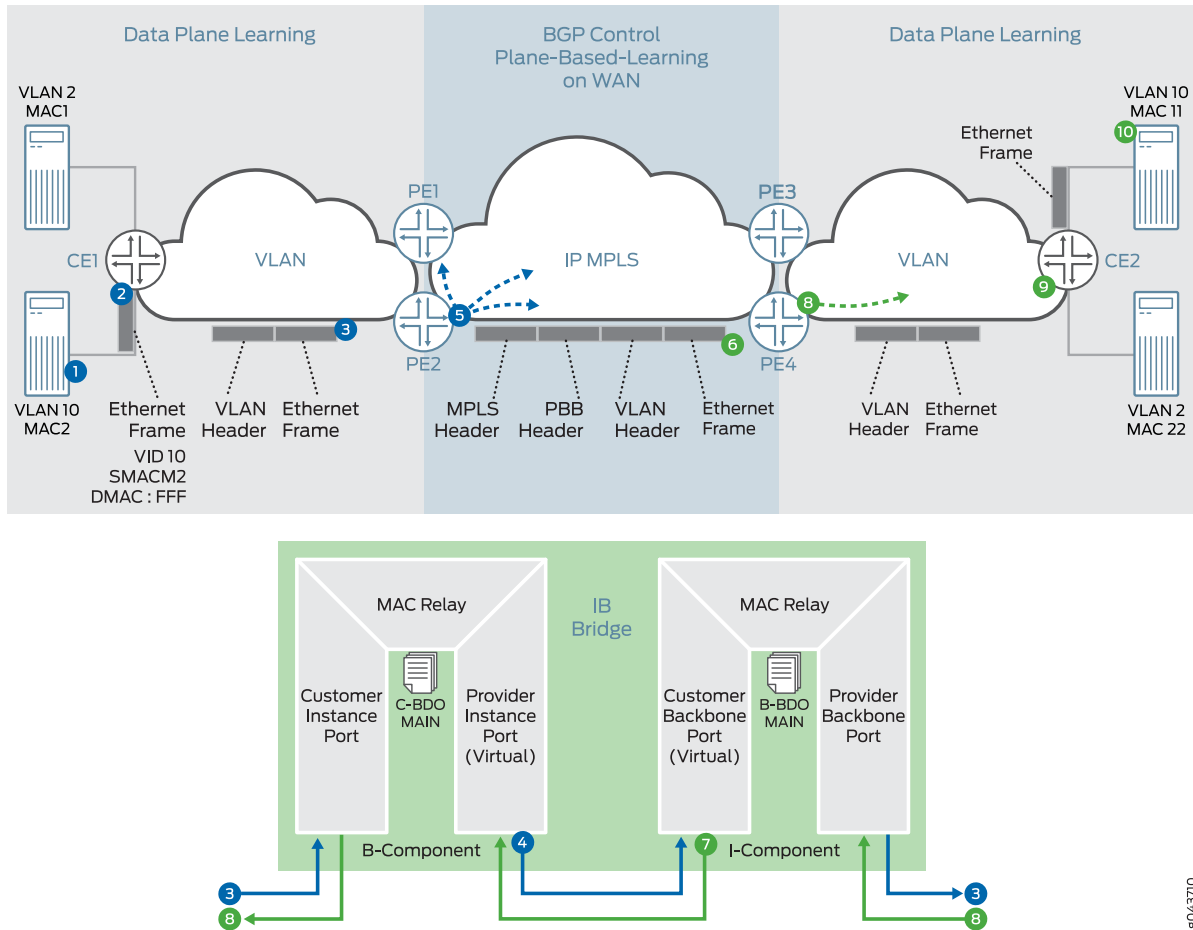 Data Plane Learning
BGP Control
Plane-Based-Learning
on WAN
Data Plane Learning
VLAN 2
MAC1
VLAN 10
MAC 11
10
Ethernet
Frame
PE1
PE3
CE1
VLAN
IP MPLS
VLAN
CE2
2
3
5
8
9
6
1
PE2
PE4
VLAN 10
MAC2
Ethernet
Frame
VID 10
SMACM2
DMAC : FFF
VLAN
Header
Ethernet
Frame
MPLS
Header
PBB
Header
VLAN
Header
Ethernet
Frame
VLAN
Header
Ethernet
Frame
VLAN 2
MAC 22
MAC Relay
IB
Bridge
MAC Relay
Customer
Instance
Port
C-BDO
MAIN
Provider
Instance
Port
(Virtual)
Customer
Backbone
Port
(Virtual)
B-BDO
MAIN
Provider
Backbone
Port
B-Component
4
7
I-Component
3
3
8
8
g043710